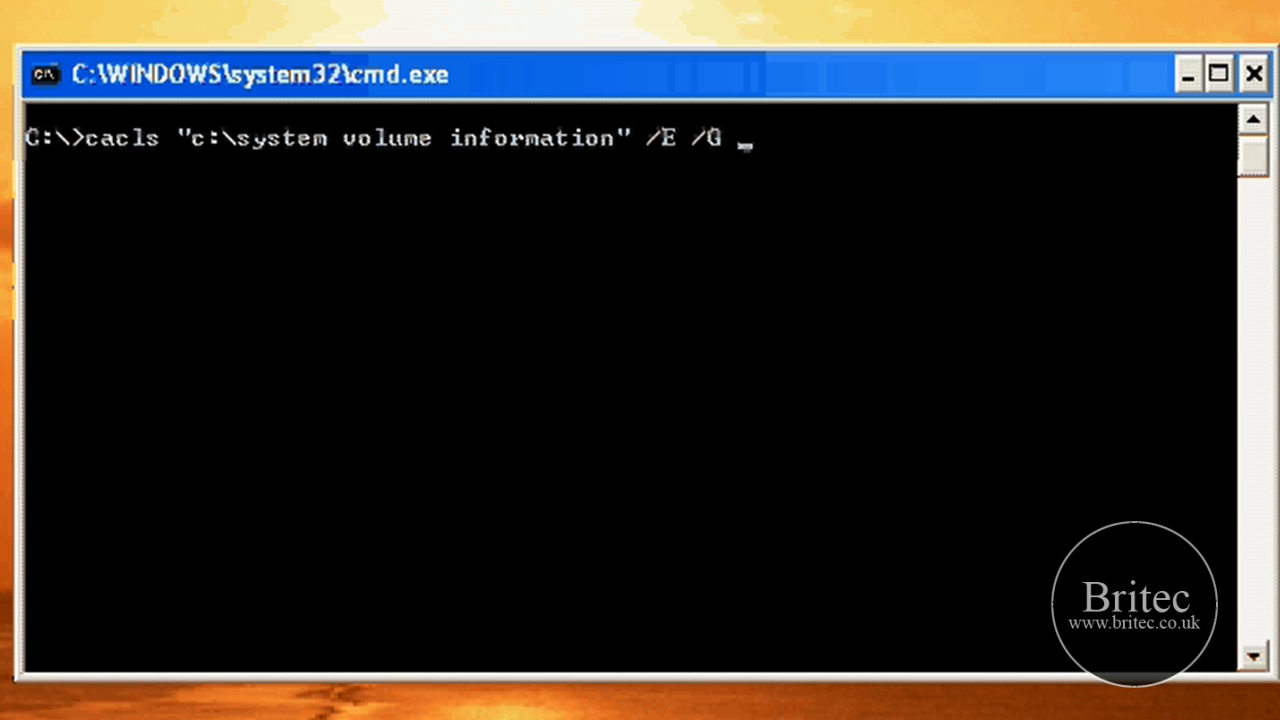 C:\WINDOWS\system32\cmd.exe
C:\>cacls "c:\system volume information" /E /G _
Britec
www.britec.co.uk